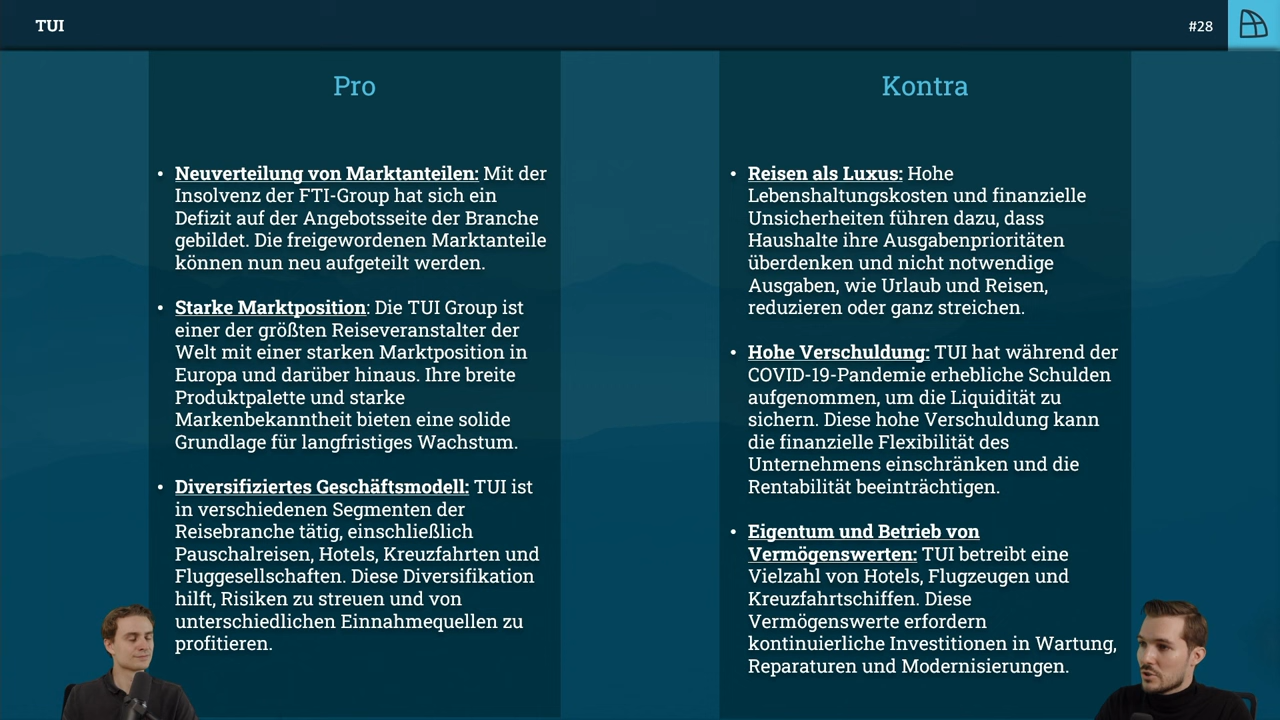 TUI
#28
Pro
• Neuverteilung von Marktanteilen: Mit der
Insolvenz der FTI-Group hat sich ein
Defizit auf der Angebotsseite der Branche
gebildet. Die freigewordenen Marktanteile
können nun neu aufgeteilt werden.
• Starke Marktposition: Die TUI Group ist
einer der größten Reiseveranstalter der
Welt mit einer starken Marktposition in
Europa und darüber hinaus. Ihre breite
Produktpalette und starke
Markenbekanntheit bieten eine solide
Grundlage für langfristiges Wachstum.
• Diversifiziertes Geschäftsmodell: TUI ist
in verschiedenen Segmenten der
Reisebranche tätig, einschließlich
Pauschalreisen, Hotels, Kreuzfahrten und
Fluggesellschaften. Diese Diversifikation
hilft, Risiken zu streuen und von
unterschiedlichen Einnahmequellen zu
profitieren.
Kontra
• Reisen als Luxus: Hohe
Lebenshaltungskosten und finanzielle
Unsicherheiten führen dazu, dass
Haushalte ihre Ausgabenprioritäten
überdenken und nicht notwendige
Ausgaben, wie Urlaub und Reisen,
reduzieren oder ganz streichen.
• Hohe Verschuldung: TUI hat während der
COVID-19-Pandemie erhebliche Schulden
aufgenommen, um die Liquidität zu
sichern. Diese hohe Verschuldung kann
die finanzielle Flexibilität des
Unternehmens einschränken und die
Rentabilität beeinträchtigen.
• Eigentum und Betrieb von
Vermögenswerten: TUI betreibt eine
Vielzahl von Hotels, Flugzeugen und
Kreuzfahrtschiffen. Diese
Vermögenswerte erfordern
kontinuierliche Investitionen in Wartung,
Reparaturen und Modernisierungen.